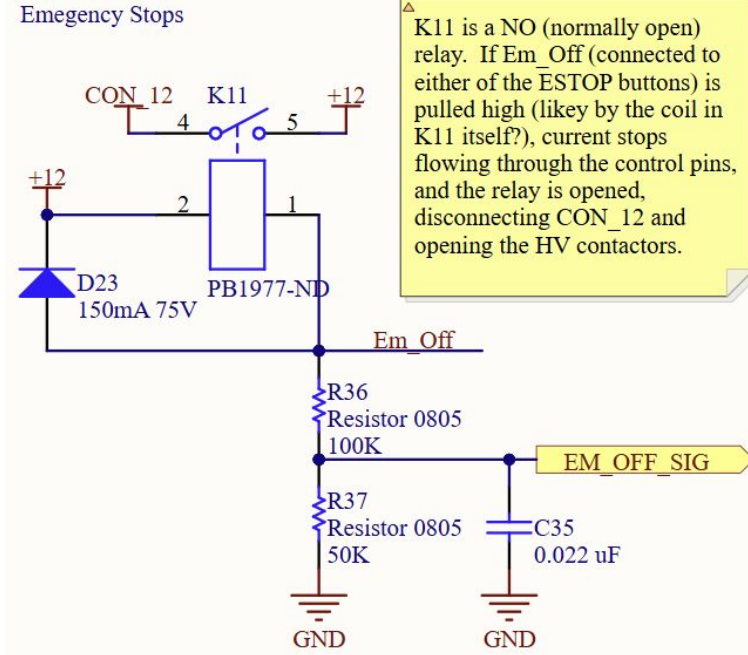 Emegency Stops
K11 is a NO (normally open)
relay. If Em_Off (connected to
either of the ESTOP buttons) is
pulled high (likey by the coil in
K11 itself?), current stops
flowing through the control pins,
and the relay is opened,
disconnecting CON_12 and
opening the HV contactors.
CON_12 K11 +12
4 5
+12
2 1
D23
150mA 75V
PB1977-ND
Em_Off
R36
Resistor 0805
100K
EM_OFF_SIG
R37
Resistor 0805
50K
C35
0.022 uF
GND GND